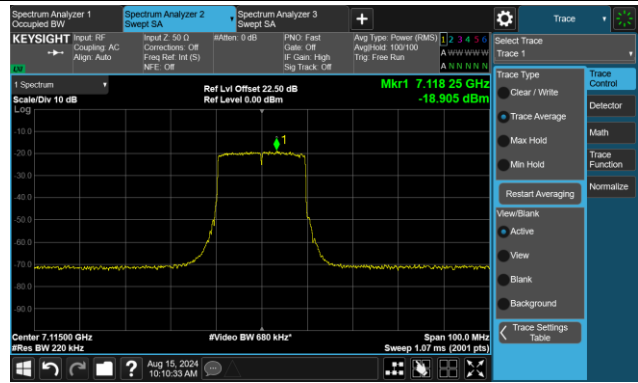 Spectrum Analyzer 1
Occupied BW
Spectrum Analyzer 2
Swept SA
Spectrum Analyzer 3
Swept SA
+
Trace
KEYSIGHT
Input: RF
Coupling: AC
Align: Auto
Input Z: 50 Ω
Corrections: Off
Freq Ref: Int (S)
NFE: Off
#Atten: 0 dB
PNO: Fast
Gate: Off
IF Gain: High
Sig Track: Off
Avg Type: Power (RMS)
Avg|Hold: 100/100
Trig: Free Run
1 2 3 4 5 6
A W W W W W
A N N N N N
Select Trace
Trace 1
1 Spectrum
Scale/Div 10 dB
Log
Ref Lvl Offset 22.50 dB
Ref Level 0.00 dBm
Mkr1 7.118 25 GHz
-18.905 dBm
1
-10.0
-20.0
-30.0
-40.0
-50.0
-60.0
-70.0
-80.0
-90.0
Center 7.11500 GHz
#Res BW 220 kHz
#Video BW 680 kHz*
Span 100.0 MHz
Sweep 1.07 ms (2001 pts)
Trace Type
Clear / Write
Trace Average
Max Hold
Min Hold
Restart Averaging
View/Blank
Active
View
Blank
Background
Trace Settings
Table
Trace
Control
Detector
Math
Trace
Function
Normalize
?
Aug 15, 2024
10:10:33 AM